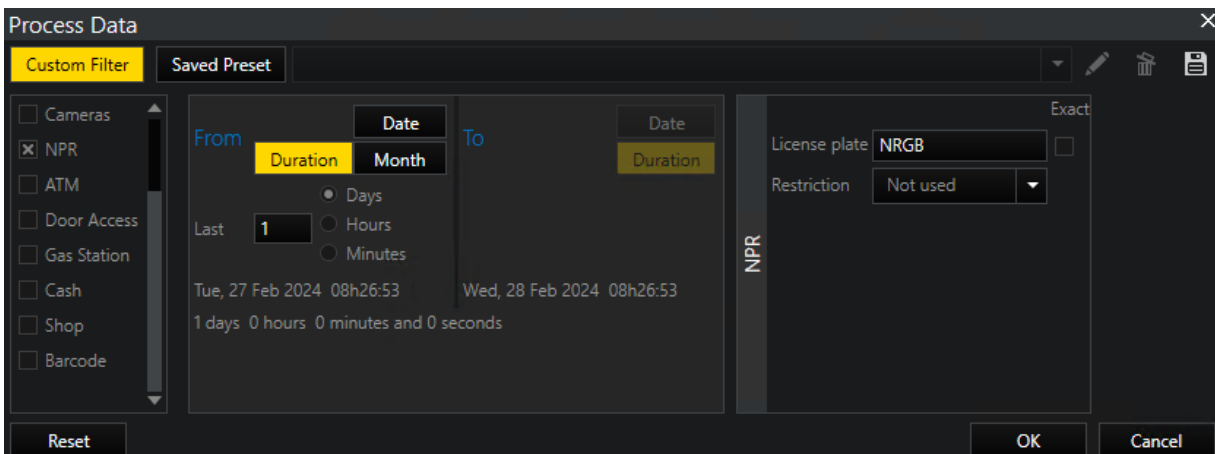 Process Data
Custom Filter
Saved Preset
Cameras
NPR
ATM
Door Access
Gas Station
Cash
Shop
Barcode
From
Date
Duration
Month
Days
Last
1
Hours
Minutes
Tue, 27 Feb 2024 08h26:53
To
Date
Duration
Wed, 28 Feb 2024 08h26:53
1 days 0 hours 0 minutes and 0 seconds
NPR
Exact
License plate NRGB
Restriction Not used
Reset
OK
Cancel